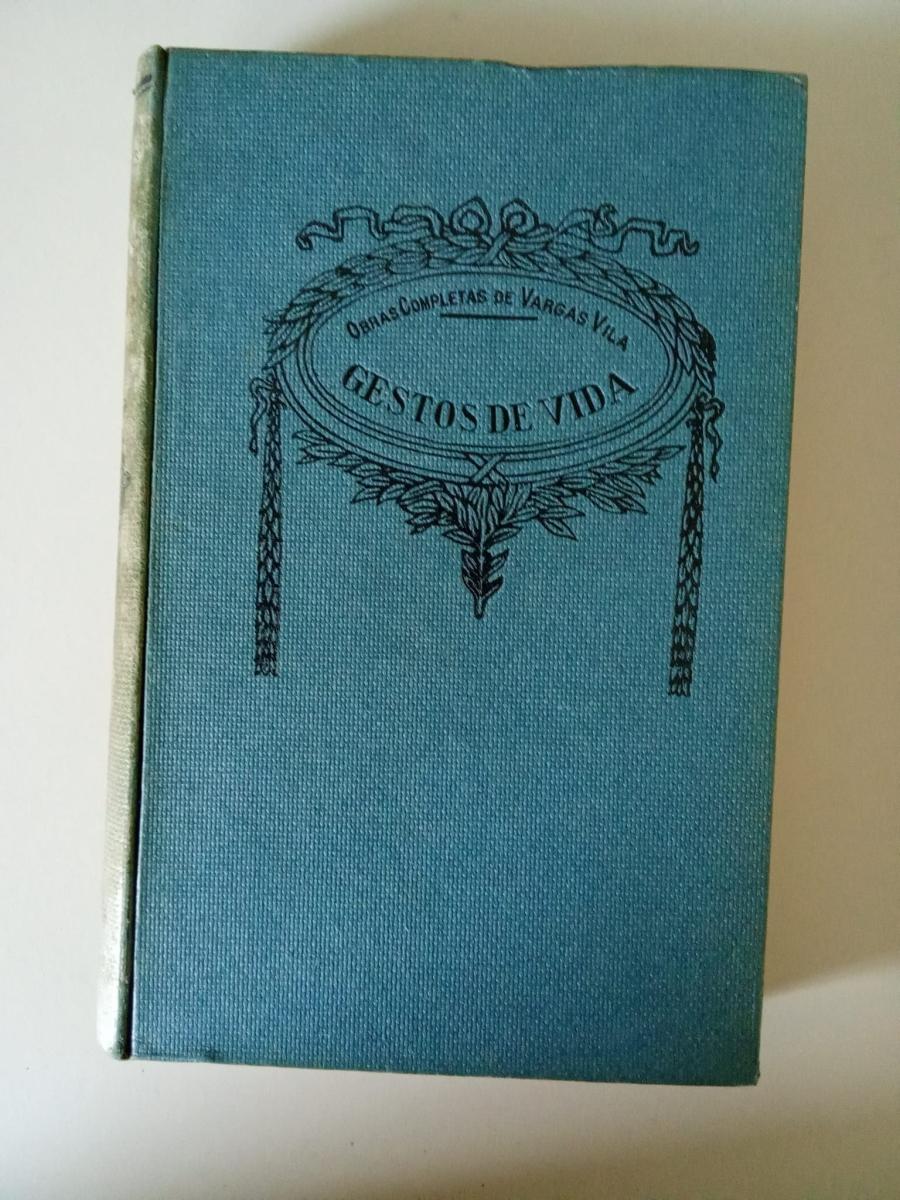 OBRAS COMPLETAS DE VARGAS VILA
GESTOS DE VIDA